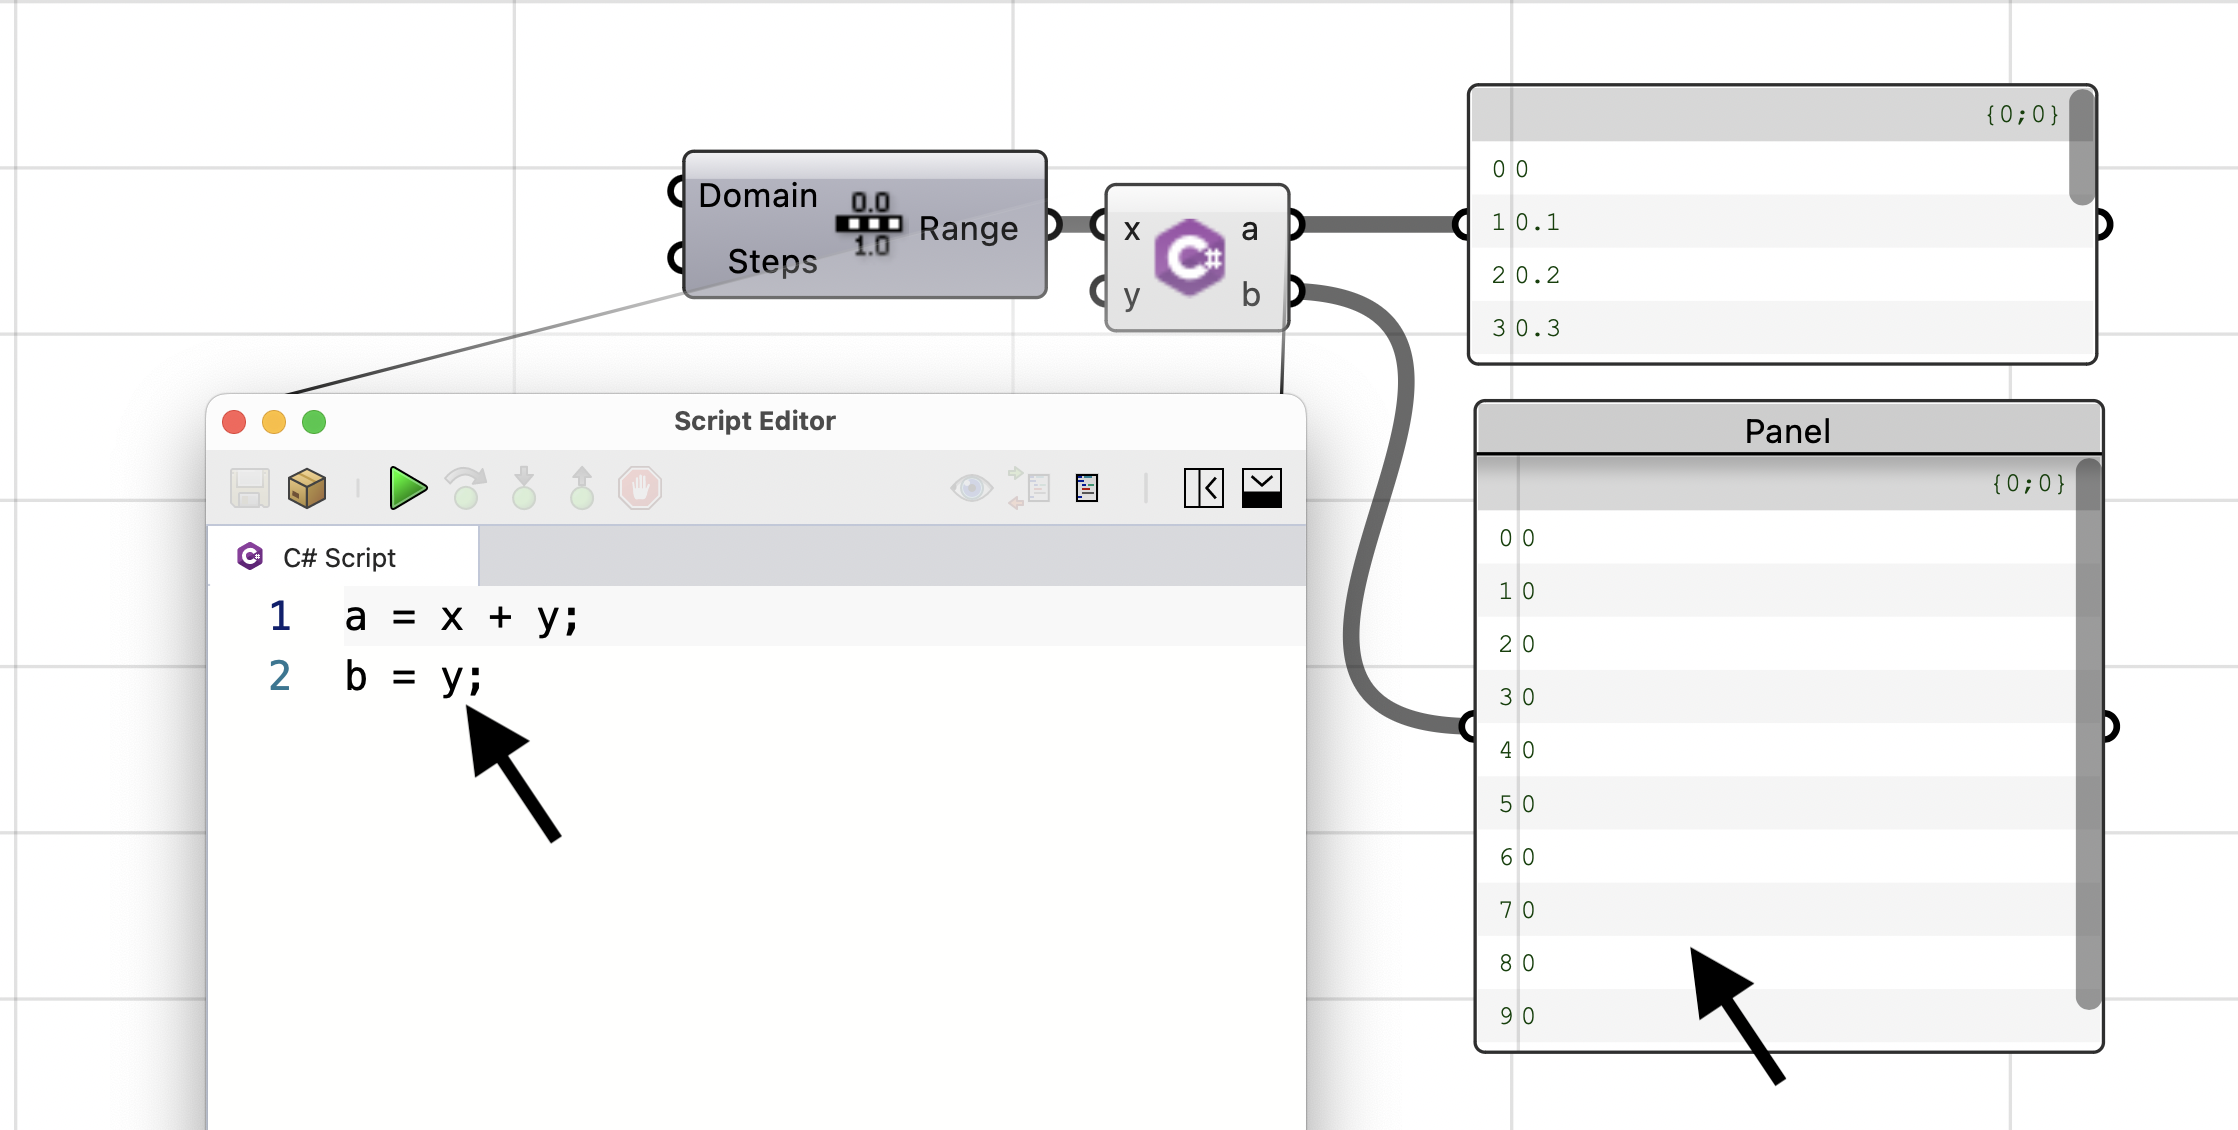 {0;0}
0 0
1 0.1
2 0.2
3 0.3
Domain
0.0
Range
Steps
1.0
x
a
y
b
C#
Script Editor
C# Script
1 a = x + y;
2 b = y;
Panel
{0;0}
0 0
1 0
2 0
3 0
4 0
5 0
6 0
7 0
8 0
9 0